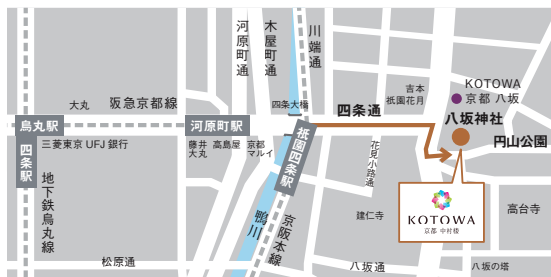 河原町通
木屋町通
川端通
大丸
阪急京都線
四条大橋
四条通
吉本
祇園花月
KOTOWA
京都 八坂
八坂神社
円山公園
烏丸駅
四条駅
三菱東京 UFJ 銀行
河原町駅
藤井
大丸
高島屋
京都
マルイ
祇園四条駅
花見小路通
地下鉄烏丸線
鴨川
京阪本線
建仁寺
KOTOWA
京都 中村楼
高台寺
松原通
八坂通
八坂の塔